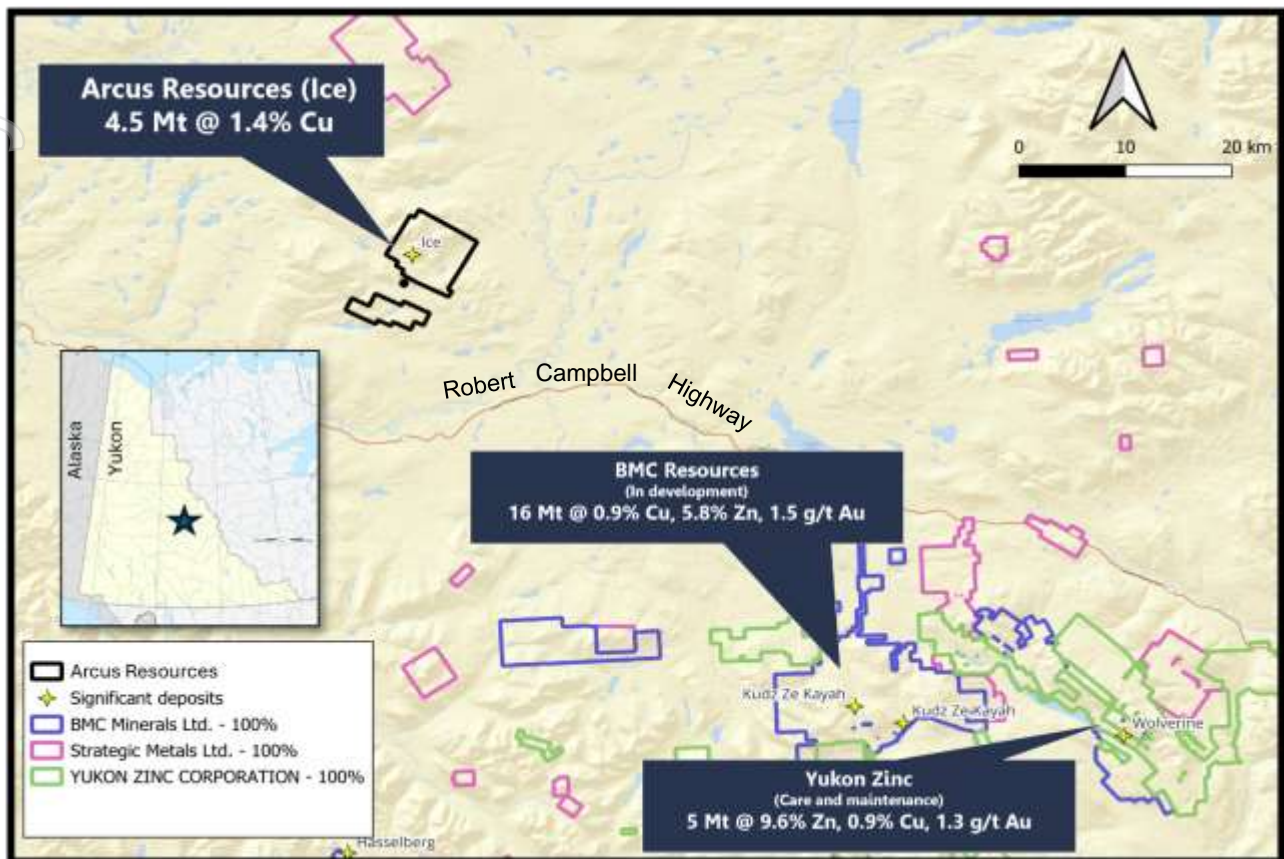 Arcus Resources (Ice)
4.5 Mt @ 1.4% Cu
0 10 20 km
Ice
Robert Campbell Highway
Alaska
Yukon
BMC Resources
(In development)
16 Mt @ 0.9% Cu, 5.8% Zn, 1.5 g/t Au
Arcus Resources
Significant deposits
BMC Minerals Ltd. - 100%
Strategic Metals Ltd. - 100%
YUKON ZINC CORPORATION - 100%
Kudz Ze Kayah
Kudz Ze Kayah
Wolverine
Yukon Zinc
(Care and maintenance)
5 Mt @ 9.6% Zn, 0.9% Cu, 1.3 g/t Au
Hasselberg